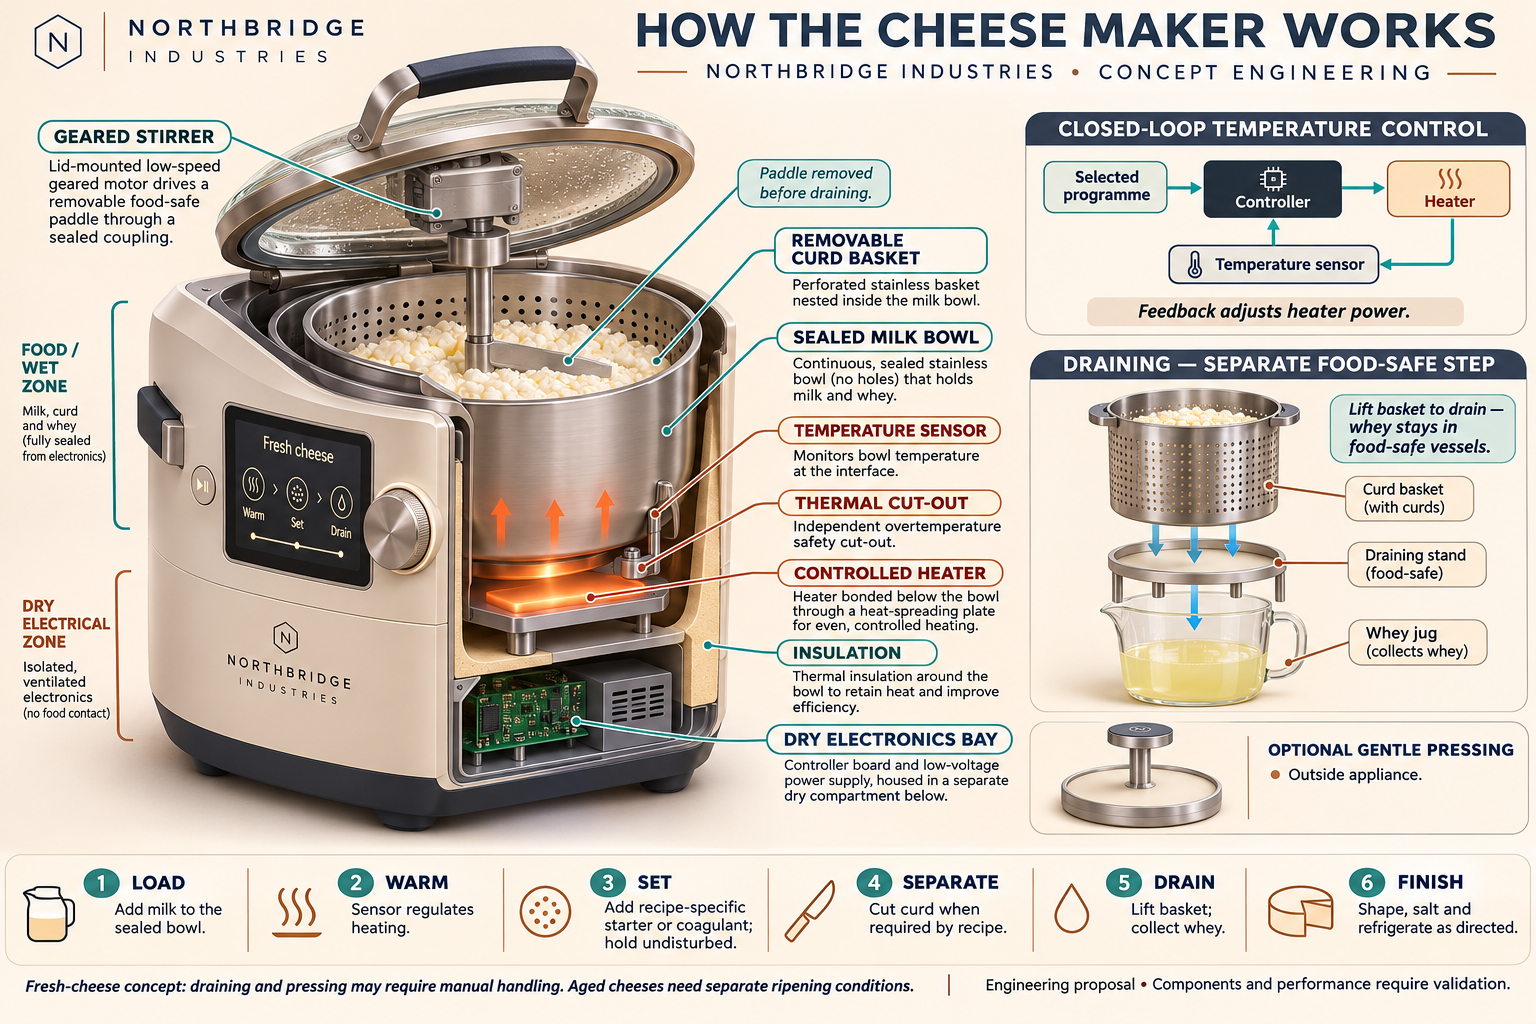 N
NORTHBRIDGE
INDUSTRIES
HOW THE CHEESE MAKER WORKS
NORTHBRIDGE INDUSTRIES • CONCEPT ENGINEERING
GEARED STIRRER
Lid-mounted low-speed
geared motor drives a
removable food-safe
paddle through a
sealed coupling.
FOOD /
WET
ZONE
Milk, curd
and whey
(fully sealed
from electronics)
DRY
ELECTRICAL
ZONE
Isolated,
ventilated
electronics
(no food contact)
Fresh cheese
Warm
Set
Drain
N
NORTHBRIDGE
INDUSTRIES
Paddle removed
before draining.
REMOVABLE
CURD BASKET
Perforated stainless basket
nested inside the milk bowl.
SEALED MILK BOWL
Continuous, sealed stainless
bowl (no holes) that holds
milk and whey.
TEMPERATURE SENSOR
Monitors bowl temperature
at the interface.
THERMAL CUT-OUT
Independent overtemperature
safety cut-out.
CONTROLLED HEATER
Heater bonded below the bowl
through a heat-spreading plate
for even, controlled heating.
INSULATION
Thermal insulation around the
bowl to retain heat and improve
efficiency.
DRY ELECTRONICS BAY
Controller board and low-voltage
power supply, housed in a separate
dry compartment below.
CLOSED-LOOP TEMPERATURE CONTROL
Selected
programme
Controller
Heater
Temperature sensor
Feedback adjusts heater power.
DRAINING — SEPARATE FOOD-SAFE STEP
Lift basket to drain —
whey stays in
food-safe vessels.
Curd basket
(with curds)
Draining stand
(food-safe)
Whey jug
(collects whey)
OPTIONAL GENTLE PRESSING
• Outside appliance.
1 LOAD
Add milk to the
sealed bowl.
2 WARM
Sensor regulates
heating.
3 SET
Add recipe-specific
starter or coagulant;
hold undisturbed.
4 SEPARATE
Cut curd when
required by recipe.
5 DRAIN
Lift basket;
collect whey.
6 FINISH
Shape, salt and
refrigerate as directed.
Fresh-cheese concept: draining and pressing may require manual handling. Aged cheeses need separate ripening conditions.
Engineering proposal • Components and performance require validation.